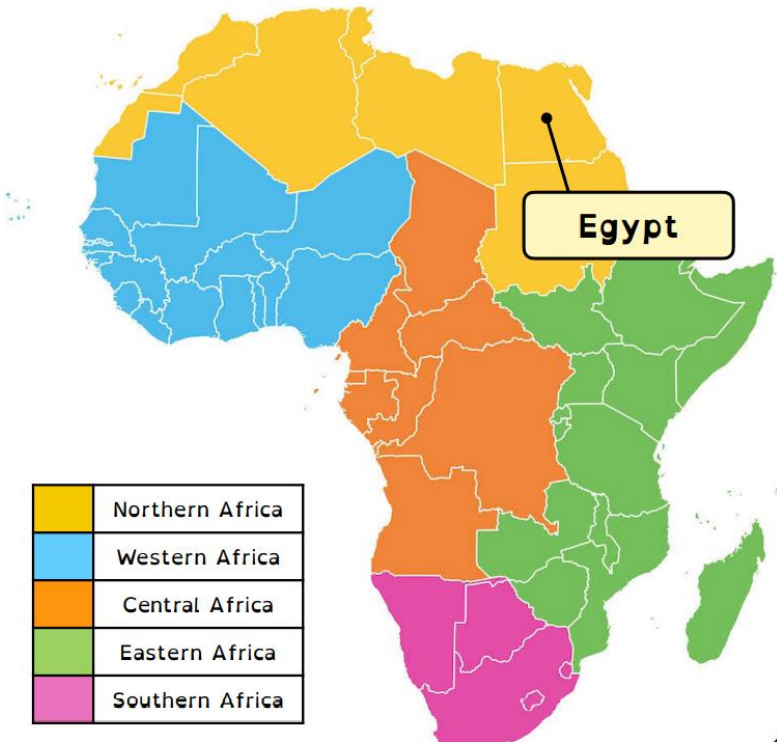 Egypt
Northern Africa
Western Africa
Central Africa
Eastern Africa
Southern Africa